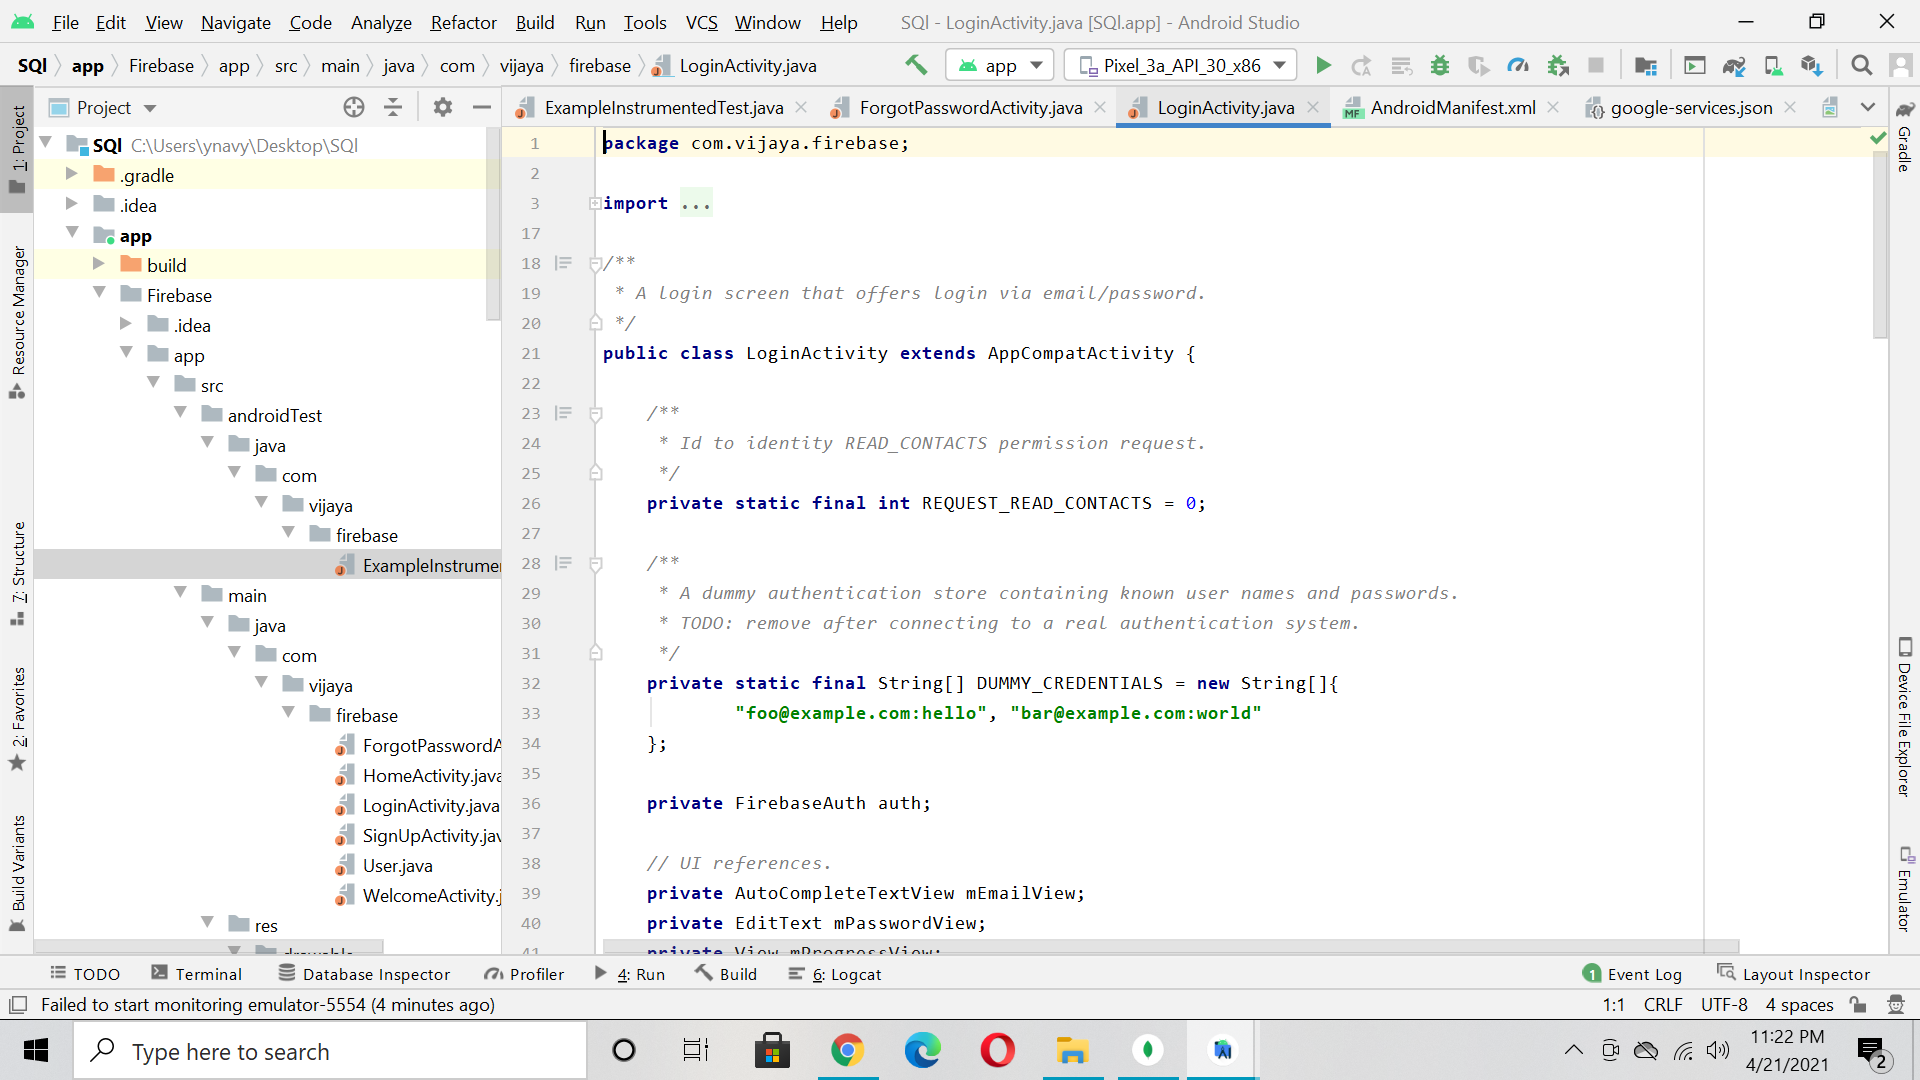 File Edit View Navigate Code Analyze Refactor Build Run Tools VCS Window Help SQl - LoginActivity.java [SQl.app] - Android Studio
SQl app Firebase app src main java com vijaya firebase LoginActivity.java app Pixel_3a_API_30_x86
Project ExampleInstrumentedTest.java ForgotPasswordActivity.java LoginActivity.java AndroidManifest.xml google-services.json
1: Project
Resource Manager
7: Structure
2: Favorites
Build Variants
SQl C:\Users\ynavy\Desktop\SQl
.gradle
.idea
app
build
Firebase
.idea
app
src
androidTest
java
com
vijaya
firebase
ExampleInstrume
main
java
com
vijaya
firebase
ForgotPasswordA
HomeActivity.java
LoginActivity.java
SignUpActivity.jav
User.java
WelcomeActivity.j
res
drawable
1 package com.vijaya.firebase;
2
3 import ...
17
18 /**
19 * A login screen that offers login via email/password.
20 */
21 public class LoginActivity extends AppCompatActivity {
22
23 /**
24 * Id to identity READ_CONTACTS permission request.
25 */
26 private static final int REQUEST_READ_CONTACTS = 0;
27
28 /**
29 * A dummy authentication store containing known user names and passwords.
30 * TODO: remove after connecting to a real authentication system.
31 */
32 private static final String[] DUMMY_CREDENTIALS = new String[]{
33 "foo@example.com:hello", "bar@example.com:world"
34 };
35
36 private FirebaseAuth auth;
37
38 // UI references.
39 private AutoCompleteTextView mEmailView;
40 private EditText mPasswordView;
41 private View mProgressView;
Gradle
Device File Explorer
Emulator
TODO Terminal Database Inspector Profiler 4: Run Build 6: Logcat 1 Event Log Layout Inspector
Failed to start monitoring emulator-5554 (4 minutes ago) 1:1 CRLF UTF-8 4 spaces
Type here to search
11:22 PM
4/21/2021
2